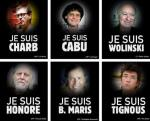 JE SUIS
CHARB
JE SUIS
CABU
JE SUIS
WOLINSKI
JE SUIS
HONORE
JE SUIS
B. MARIS
JE SUIS
TIGNOUS